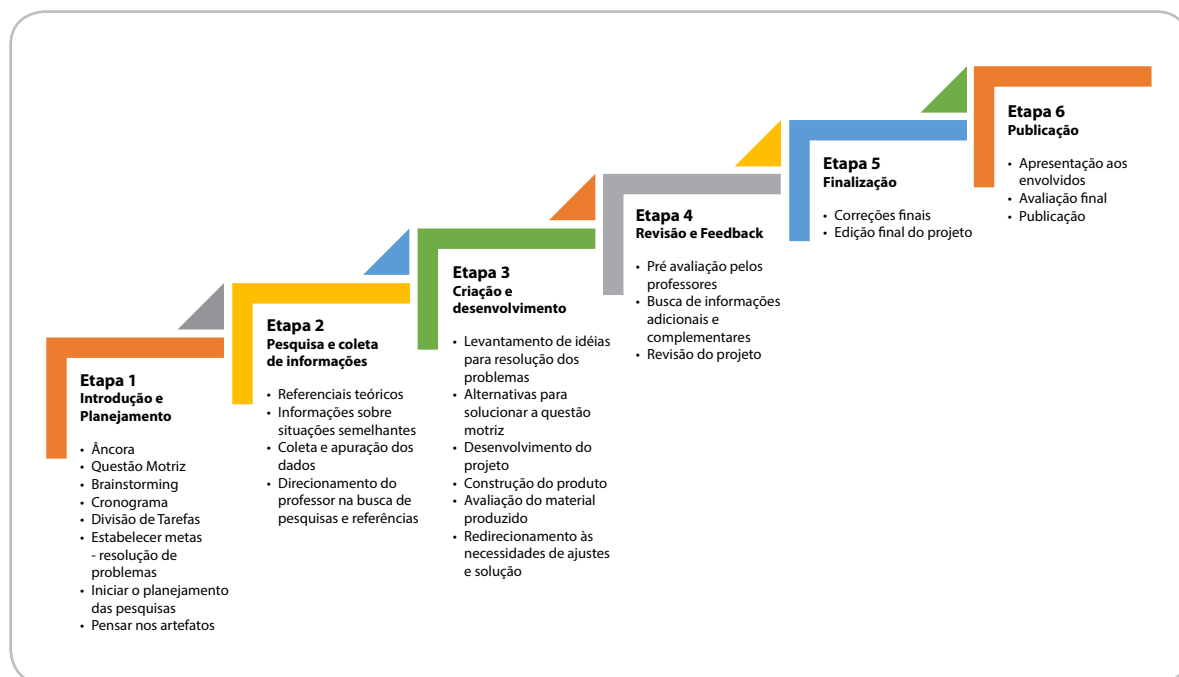 Etapa 1
Introdução e
Planejamento
• Âncora
• Questão Motriz
• Brainstorming
• Cronograma
• Divisão de Tarefas
• Estabelecer metas
- resolução de
problemas
• Iniciar o planejamento
das pesquisas
• Pensar nos artefatos
Etapa 2
Pesquisa e coleta
de informações
• Referenciais teóricos
• Informações sobre
situações semelhantes
• Coleta e apuração dos
dados
• Direcionamento do
professor na busca de
pesquisas e referências
Etapa 3
Criação e
desenvolvimento
• Levantamento de idéias
para resolução dos
problemas
• Alternativas para
solucionar a questão
motriz
• Desenvolvimento do
projeto
• Construção do produto
• Avaliação do material
produzido
• Redirecionamento às
necessidades de ajustes
e solução
Etapa 4
Revisão e Feedback
• Pré avaliação pelos
professores
• Busca de informações
adicionais e
complementares
• Revisão do projeto
Etapa 5
Finalização
• Correções finais
• Edição final do projeto
Etapa 6
Publicação
• Apresentação aos
envolvidos
• Avaliação final
• Publicação